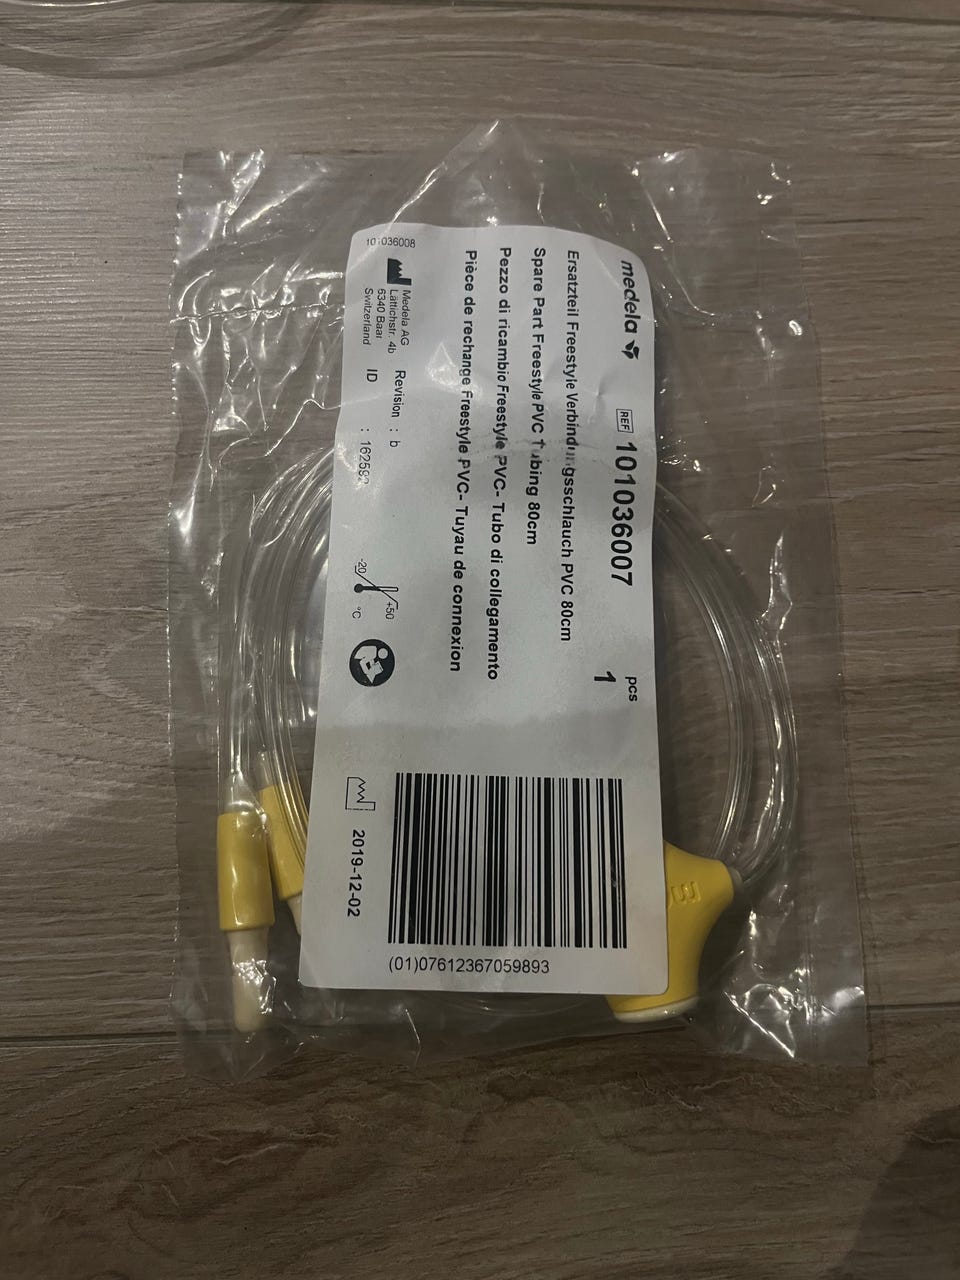 medela
REF 101036007
pcs
1
Ersatzteil Freestyle Verbindungsschlauch PVC 80cm
Spare Part Freestyle PVC Tubing 80cm
Pezzo di ricambio Freestyle PVC- Tubo di collegamento
Pièce de rechange Freestyle PVC- Tuyau de connexion
101036008
Medela AG
Lättichstr. 4b
6340 Baar
Switzerland
Revision : b
ID : 162592
-20 +50 °C
2019-12-02
(01)07612367059893